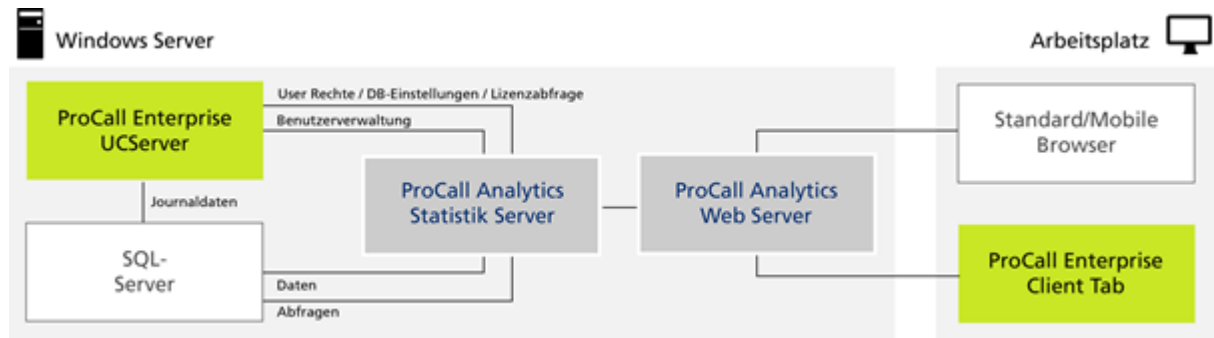 Windows Server
Arbeitsplatz
User Rechte / DB-Einstellungen / Lizenzabfrage
ProCall Enterprise
UCServer
Benutzerverwaltung
Standard/Mobile
Browser
ProCall Analytics
Statistik Server
ProCall Analytics
Web Server
Journaldaten
SQL-
Server
ProCall Enterprise
Client Tab
Daten
Abfragen